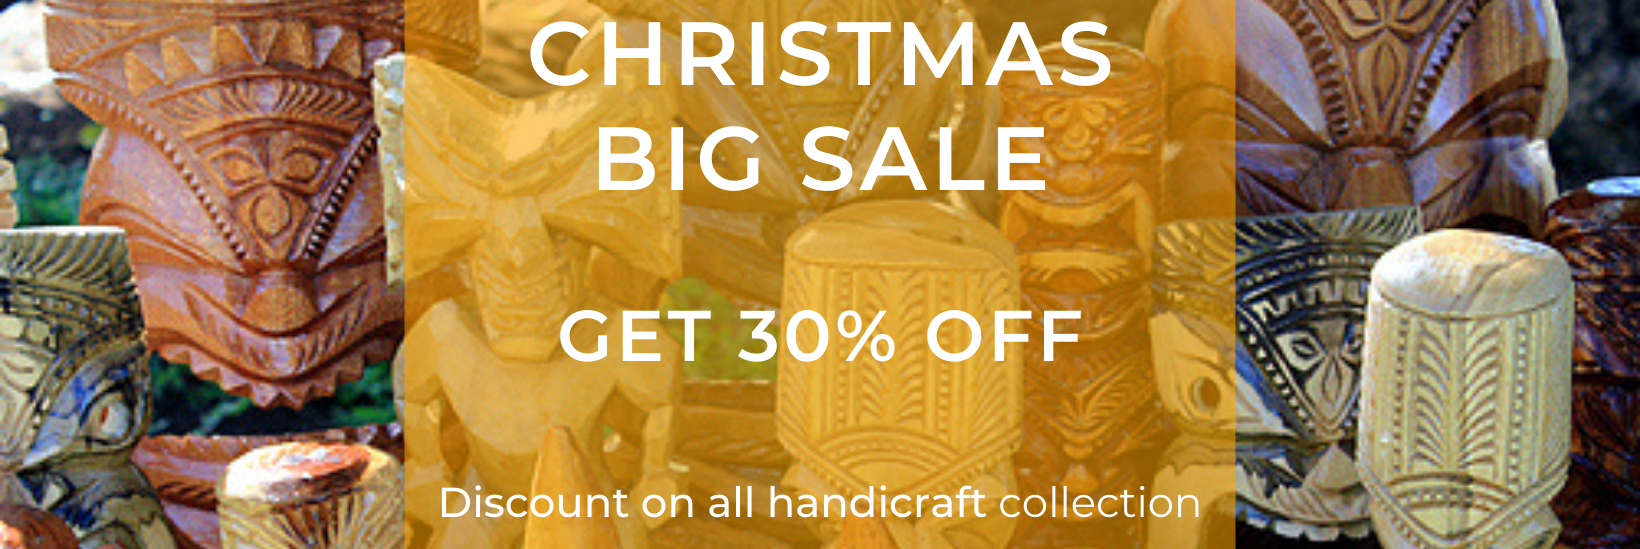 CHRISTMAS
BIG SALE
GET 30% OFF
Discount on all handicraft collection